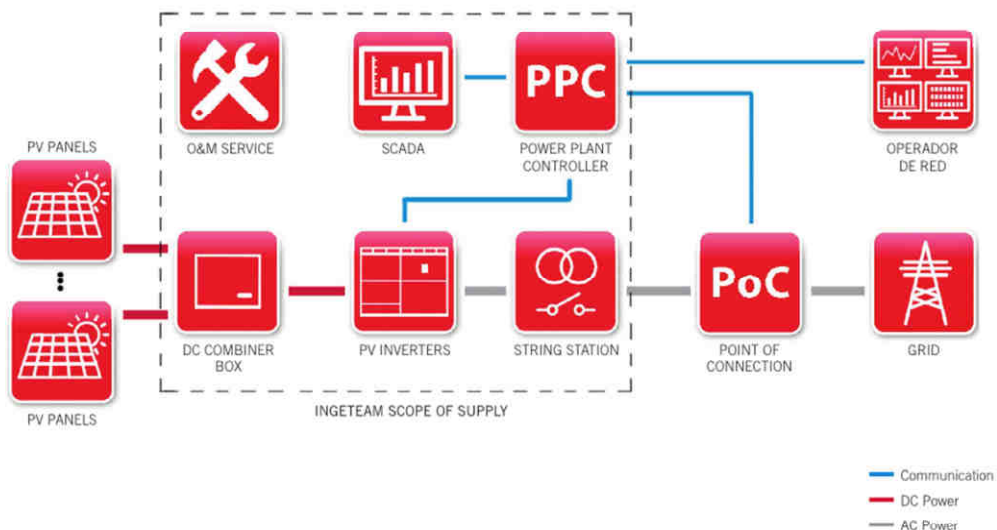 PPC
O&M SERVICE
SCADA
POWER PLANT
CONTROLLER
OPERADOR
DE RED
PV PANELS
PoC
DC COMBINER
BOX
PV INVERTERS
STRING STATION
POINT OF
CONNECTION
GRID
PV PANELS
INGETEAM SCOPE OF SUPPLY
Communication
DC Power
AC Power